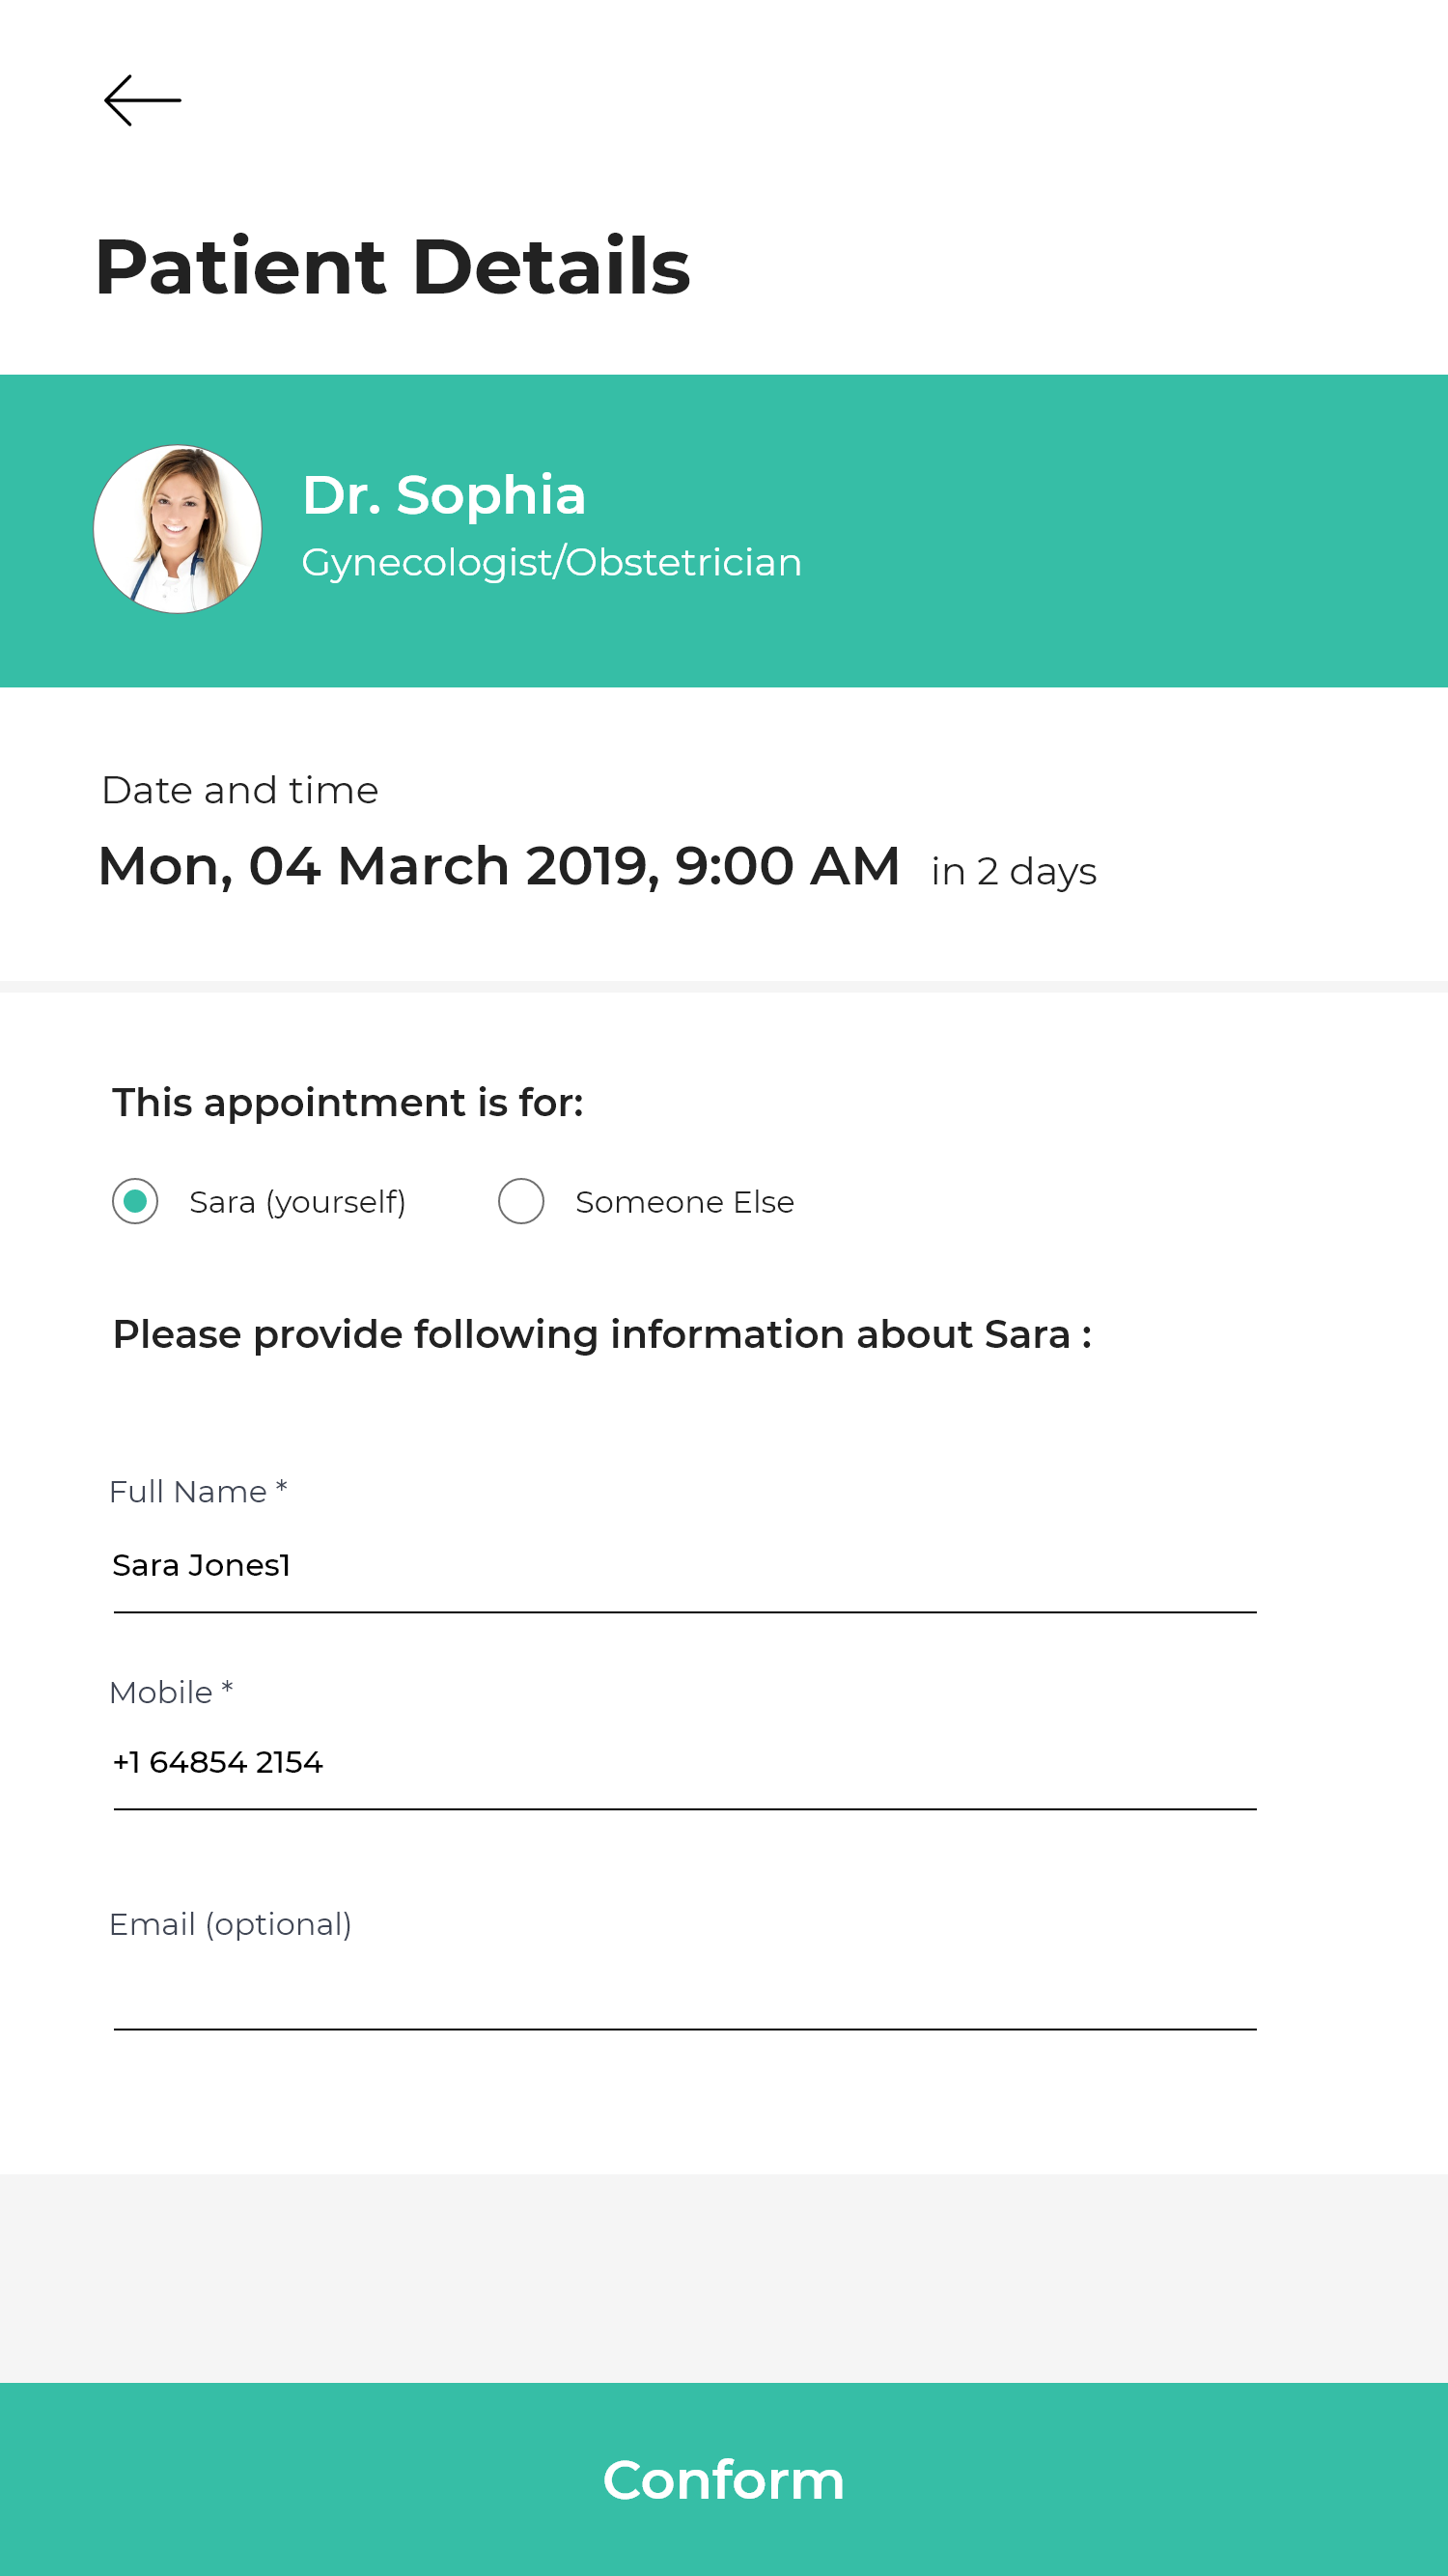 Patient Details
Dr. Sophia
Gynecologist/Obstetrician
Date and time
Mon, 04 March 2019, 9:00 AM in 2 days
This appointment is for:
Sara (yourself) Someone Else
Please provide following information about Sara :
Full Name *
Sara Jones1
Mobile *
+1 64854 2154
Email (optional)
Conform